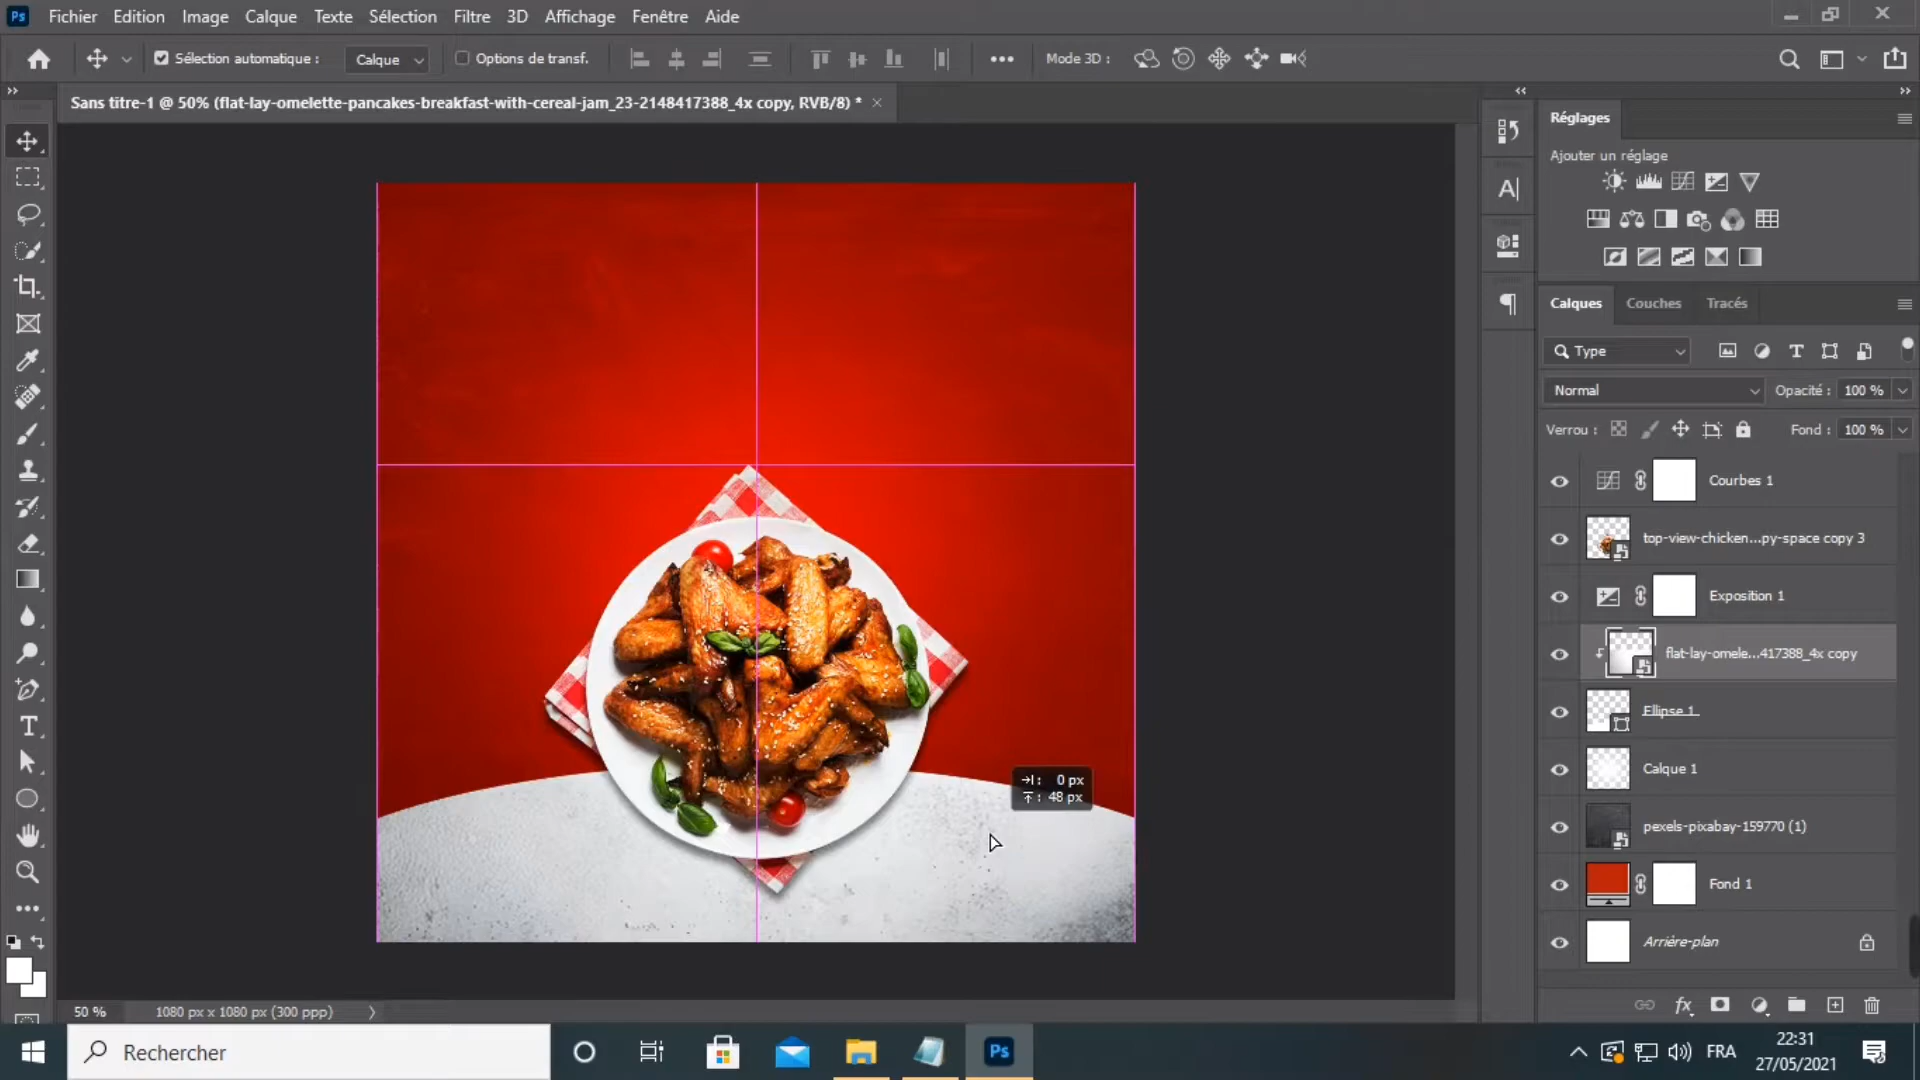 Ps Fichier Edition Image Calque Texte Sélection Filtre 3D Affichage Fenêtre Aide
Sélection automatique : Calque Options de transf. Mode 3D :
Sans titre-1 @ 50% (flat-lay-omelette-pancakes-breakfast-with-cereal-jam_23-2148417388_4x copy, RVB/8) *
Réglages
Ajouter un réglage
Calques Couches Tracés
Type
Normal Opacité : 100 %
Verrou : Fond : 100 %
Courbes 1
top-view-chicken...py-space copy 3
Exposition 1
flat-lay-omele...417388_4x copy
Ellipse 1
Calque 1
pexels-pixabay-159770 (1)
Fond 1
Arrière-plan
: 0 px
: 48 px
50 % 1080 px x 1080 px (300 ppp)
Rechercher
Ps
FRA
22:31
27/05/2021